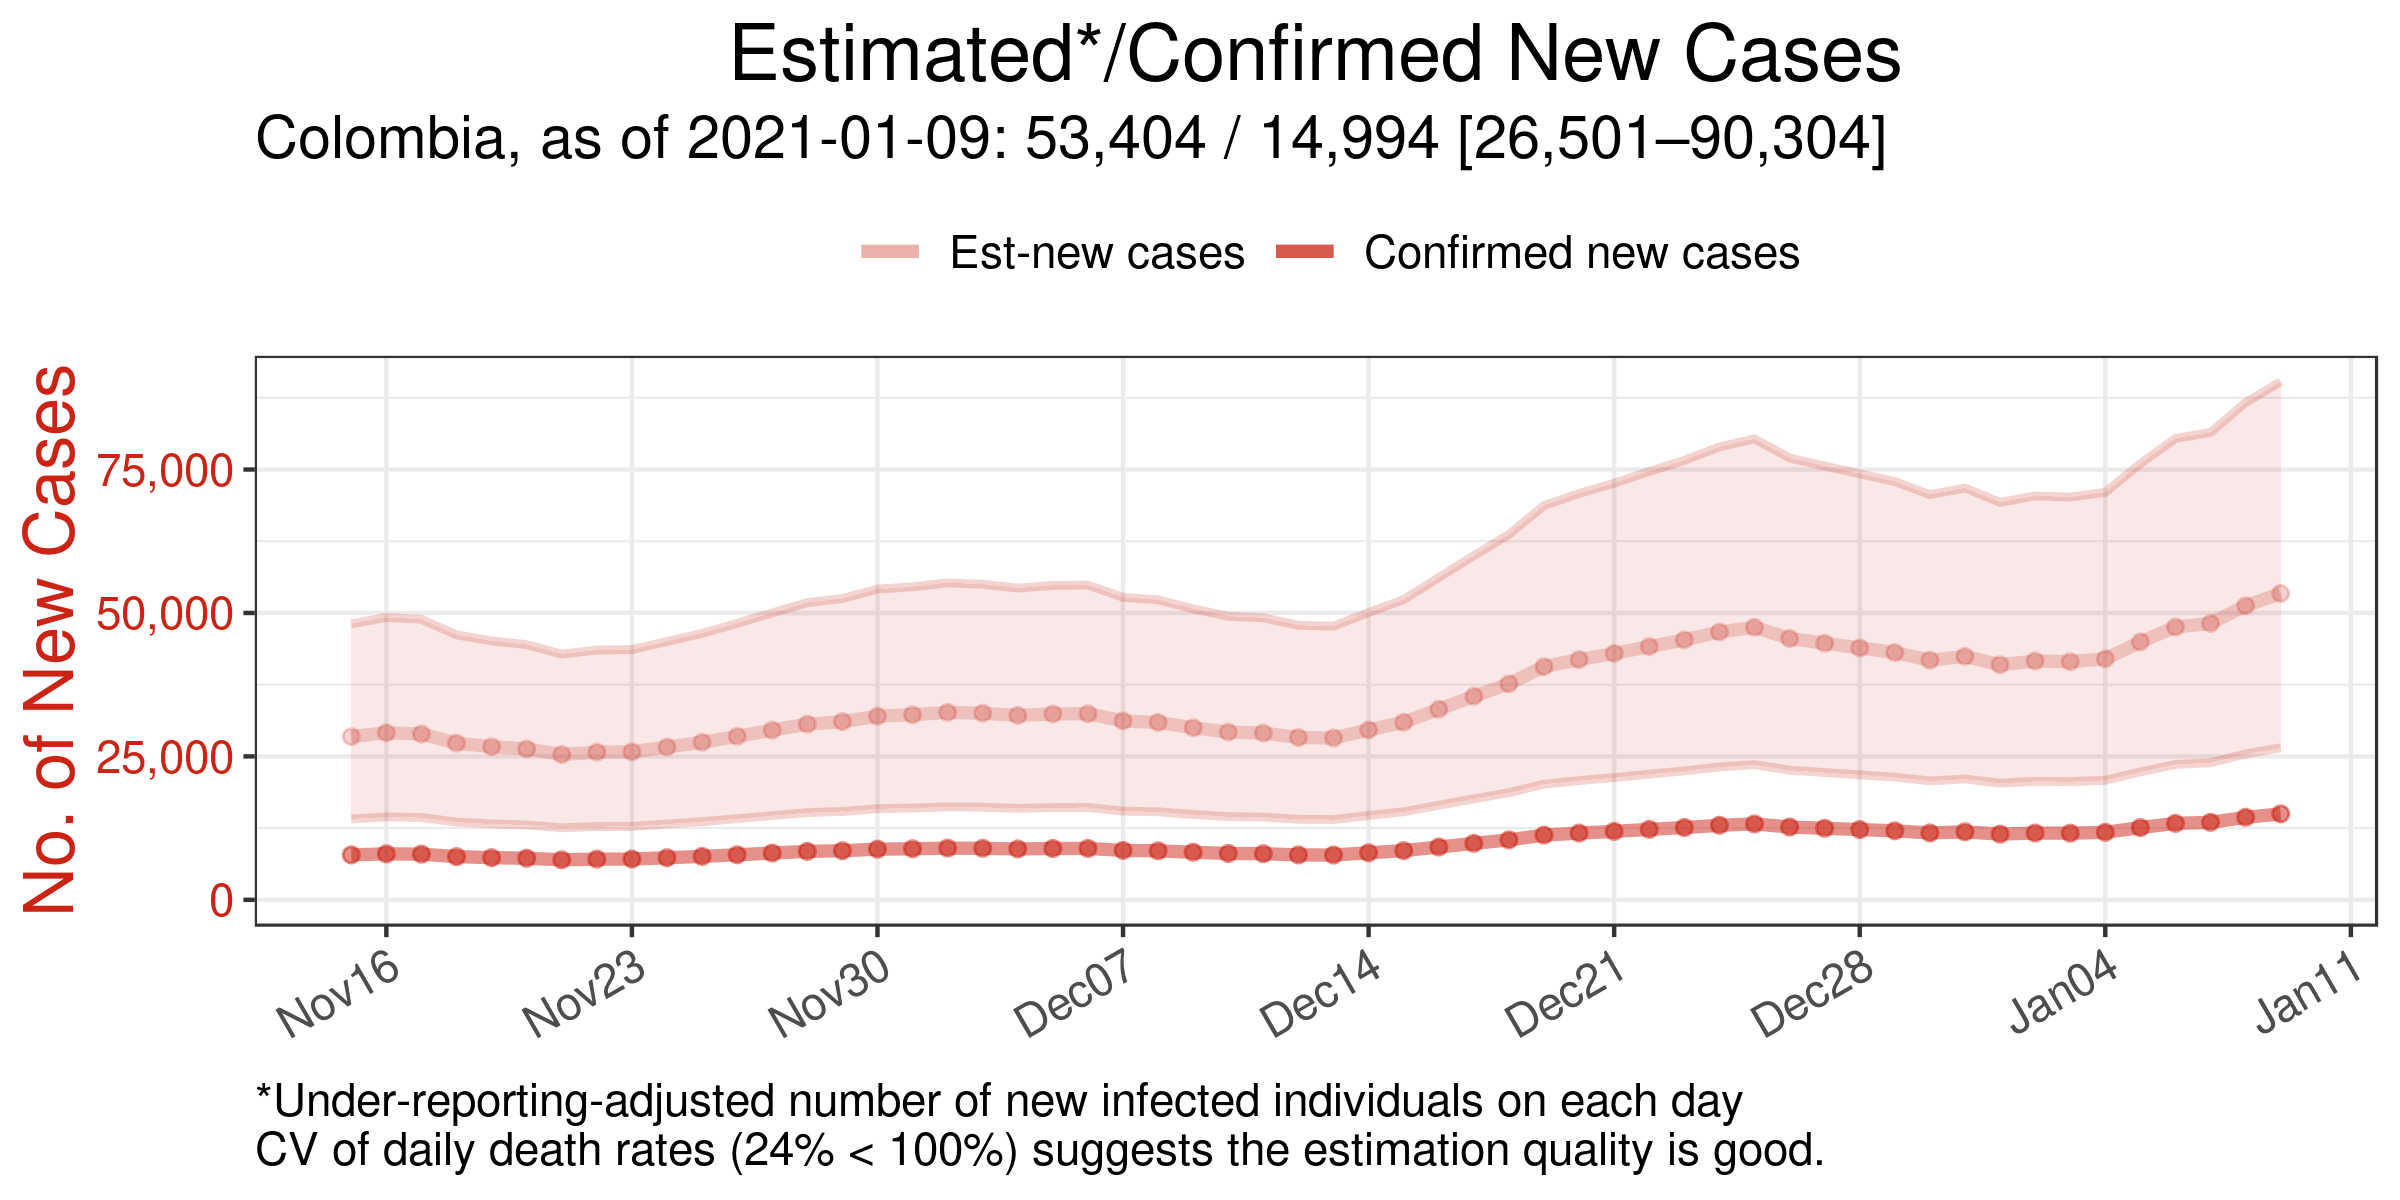 Estimated*/Confirmed New Cases
Colombia, as of 2021-01-09: 53,404 / 14,994 [26,501–90,304]
Est-new cases Confirmed new cases
No. of New Cases
75,000
50,000
25,000
0
Nov16 Nov23 Nov30 Dec07 Dec14 Dec21 Dec28 Jan04 Jan11
*Under-reporting-adjusted number of new infected individuals on each day
CV of daily death rates (24% < 100%) suggests the estimation quality is good.